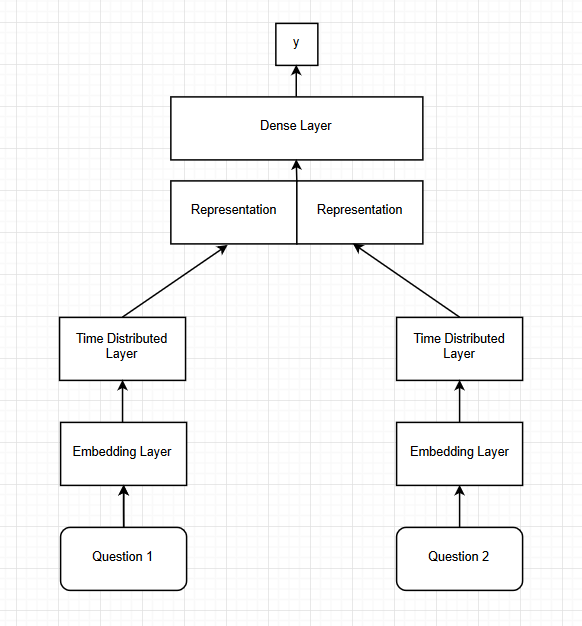 y
Dense Layer
Representation
Representation
Time Distributed
Layer
Time Distributed
Layer
Embedding Layer
Embedding Layer
Question 1
Question 2